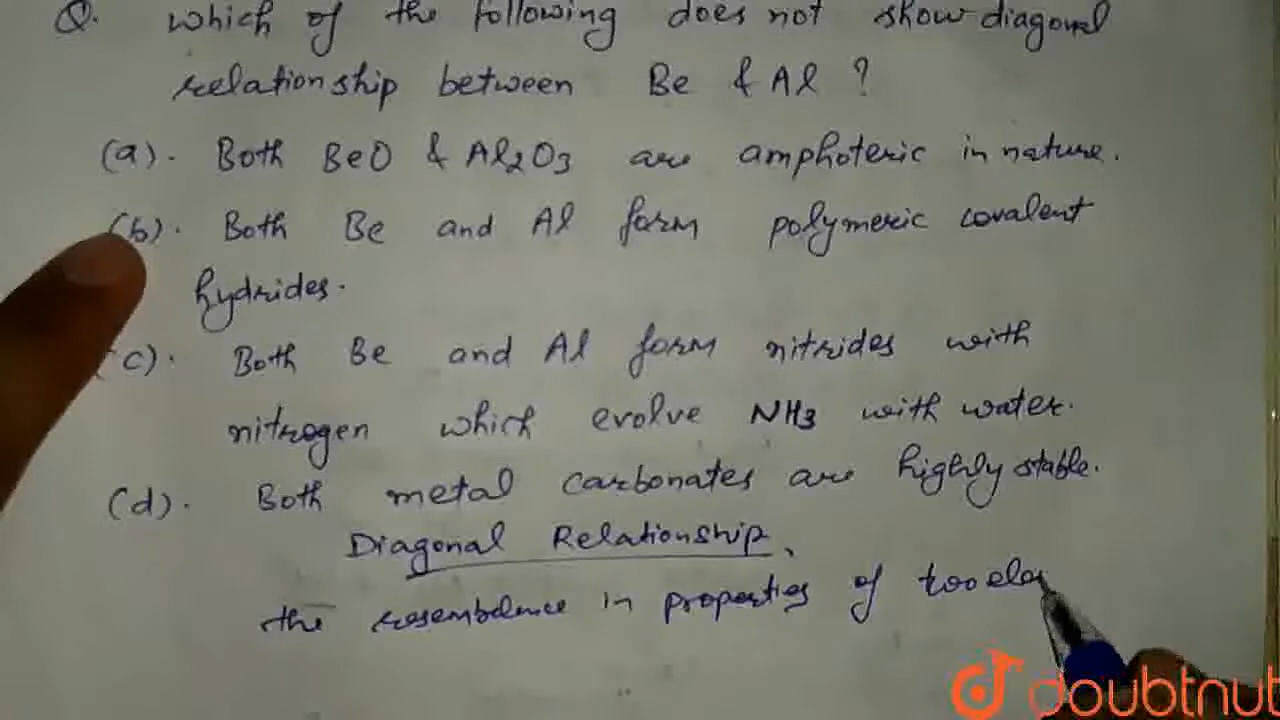 Q. which of the following does not show diagonal
relationship between Be & Al ?
(a). Both BeO & Al2O3 are amphoteric in nature.
(b). Both Be and Al form polymeric covalent
hydrides.
(c). Both Be and Al form nitrides with
nitrogen which evolve NH3 with water.
(d). Both metal carbonates are highly stable.
Diagonal Relationship,
the resemblence in properties of two ele
doubtnut